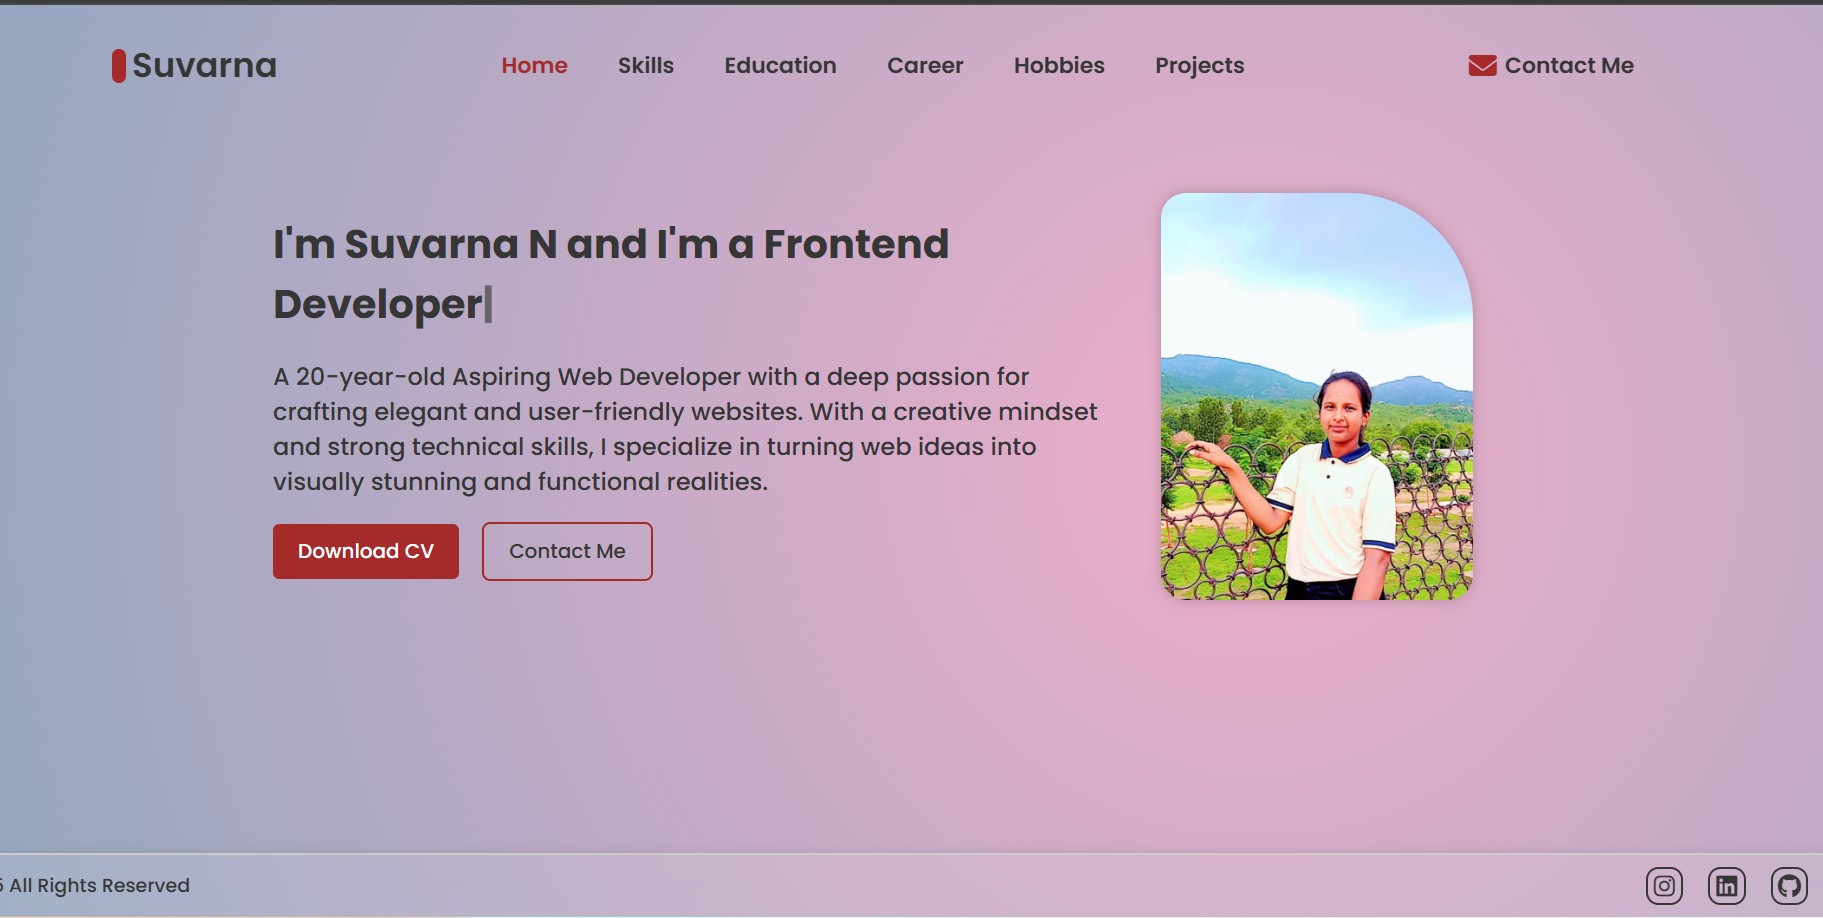 Suvarna
Home Skills Education Career Hobbies Projects
Contact Me
I'm Suvarna N and I'm a Frontend
Developer|
A 20-year-old Aspiring Web Developer with a deep passion for
crafting elegant and user-friendly websites. With a creative mindset
and strong technical skills, I specialize in turning web ideas into
visually stunning and functional realities.
Download CV
Contact Me
All Rights Reserved